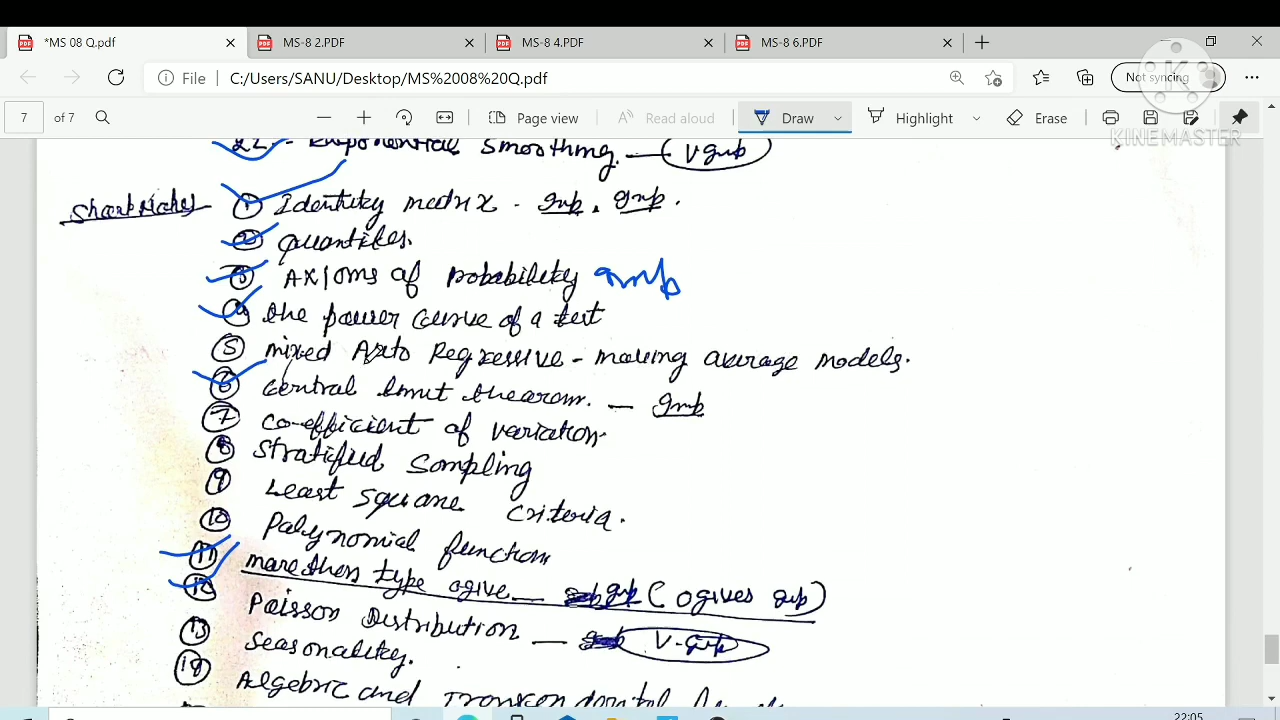 *MS 08 Q.pdf
MS-8 2.PDF
MS-8 4.PDF
MS-8 6.PDF
File
C:/Users/SANU/Desktop/MS%2008%20Q.pdf
Not syncing
7 of 7
Page view
Read aloud
Draw
Highlight
Erase
KINEMASTER
22 - Exponential Smoothing. — V Imp
Short notes
① Identity matrix - Imp. Imp.
② quantiles.
③ Axioms of probability Imp
④ the power curve of a test
⑤ mixed Auto Regressive - moving average models.
⑥ central limit thearom. — Imp
⑦ co-efficient of variation
⑧ stratified Sampling
⑨ Least square criteria.
⑩ Polynomial function
⑪ more then type ogive — Imp (ogives Imp)
⑫ Poisson Distribution — V-Imp
⑬ seasonality.
⑭ Algebric and
22:05